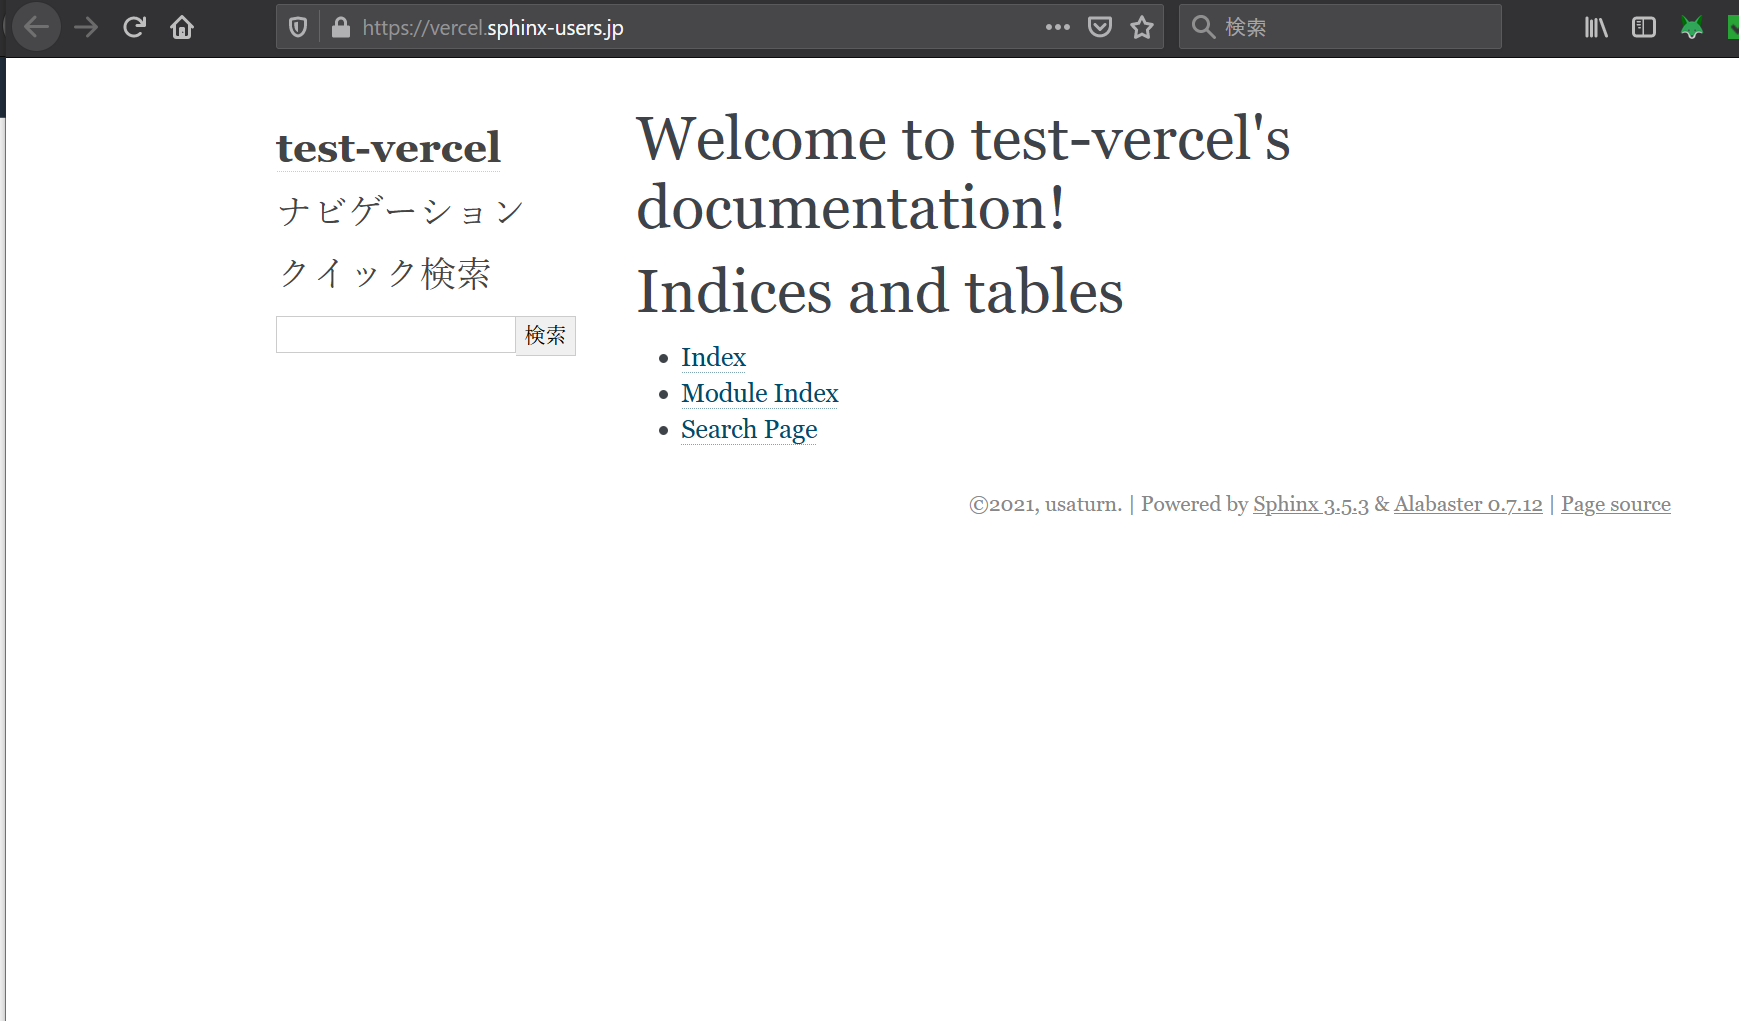 https://vercel.sphinx-users.jp
検索
test-vercel
ナビゲーション
クイック検索
検索
Welcome to test-vercel's
documentation!
Indices and tables
Index
Module Index
Search Page
©2021, usaturn. | Powered by Sphinx 3.5.3 & Alabaster 0.7.12 | Page source